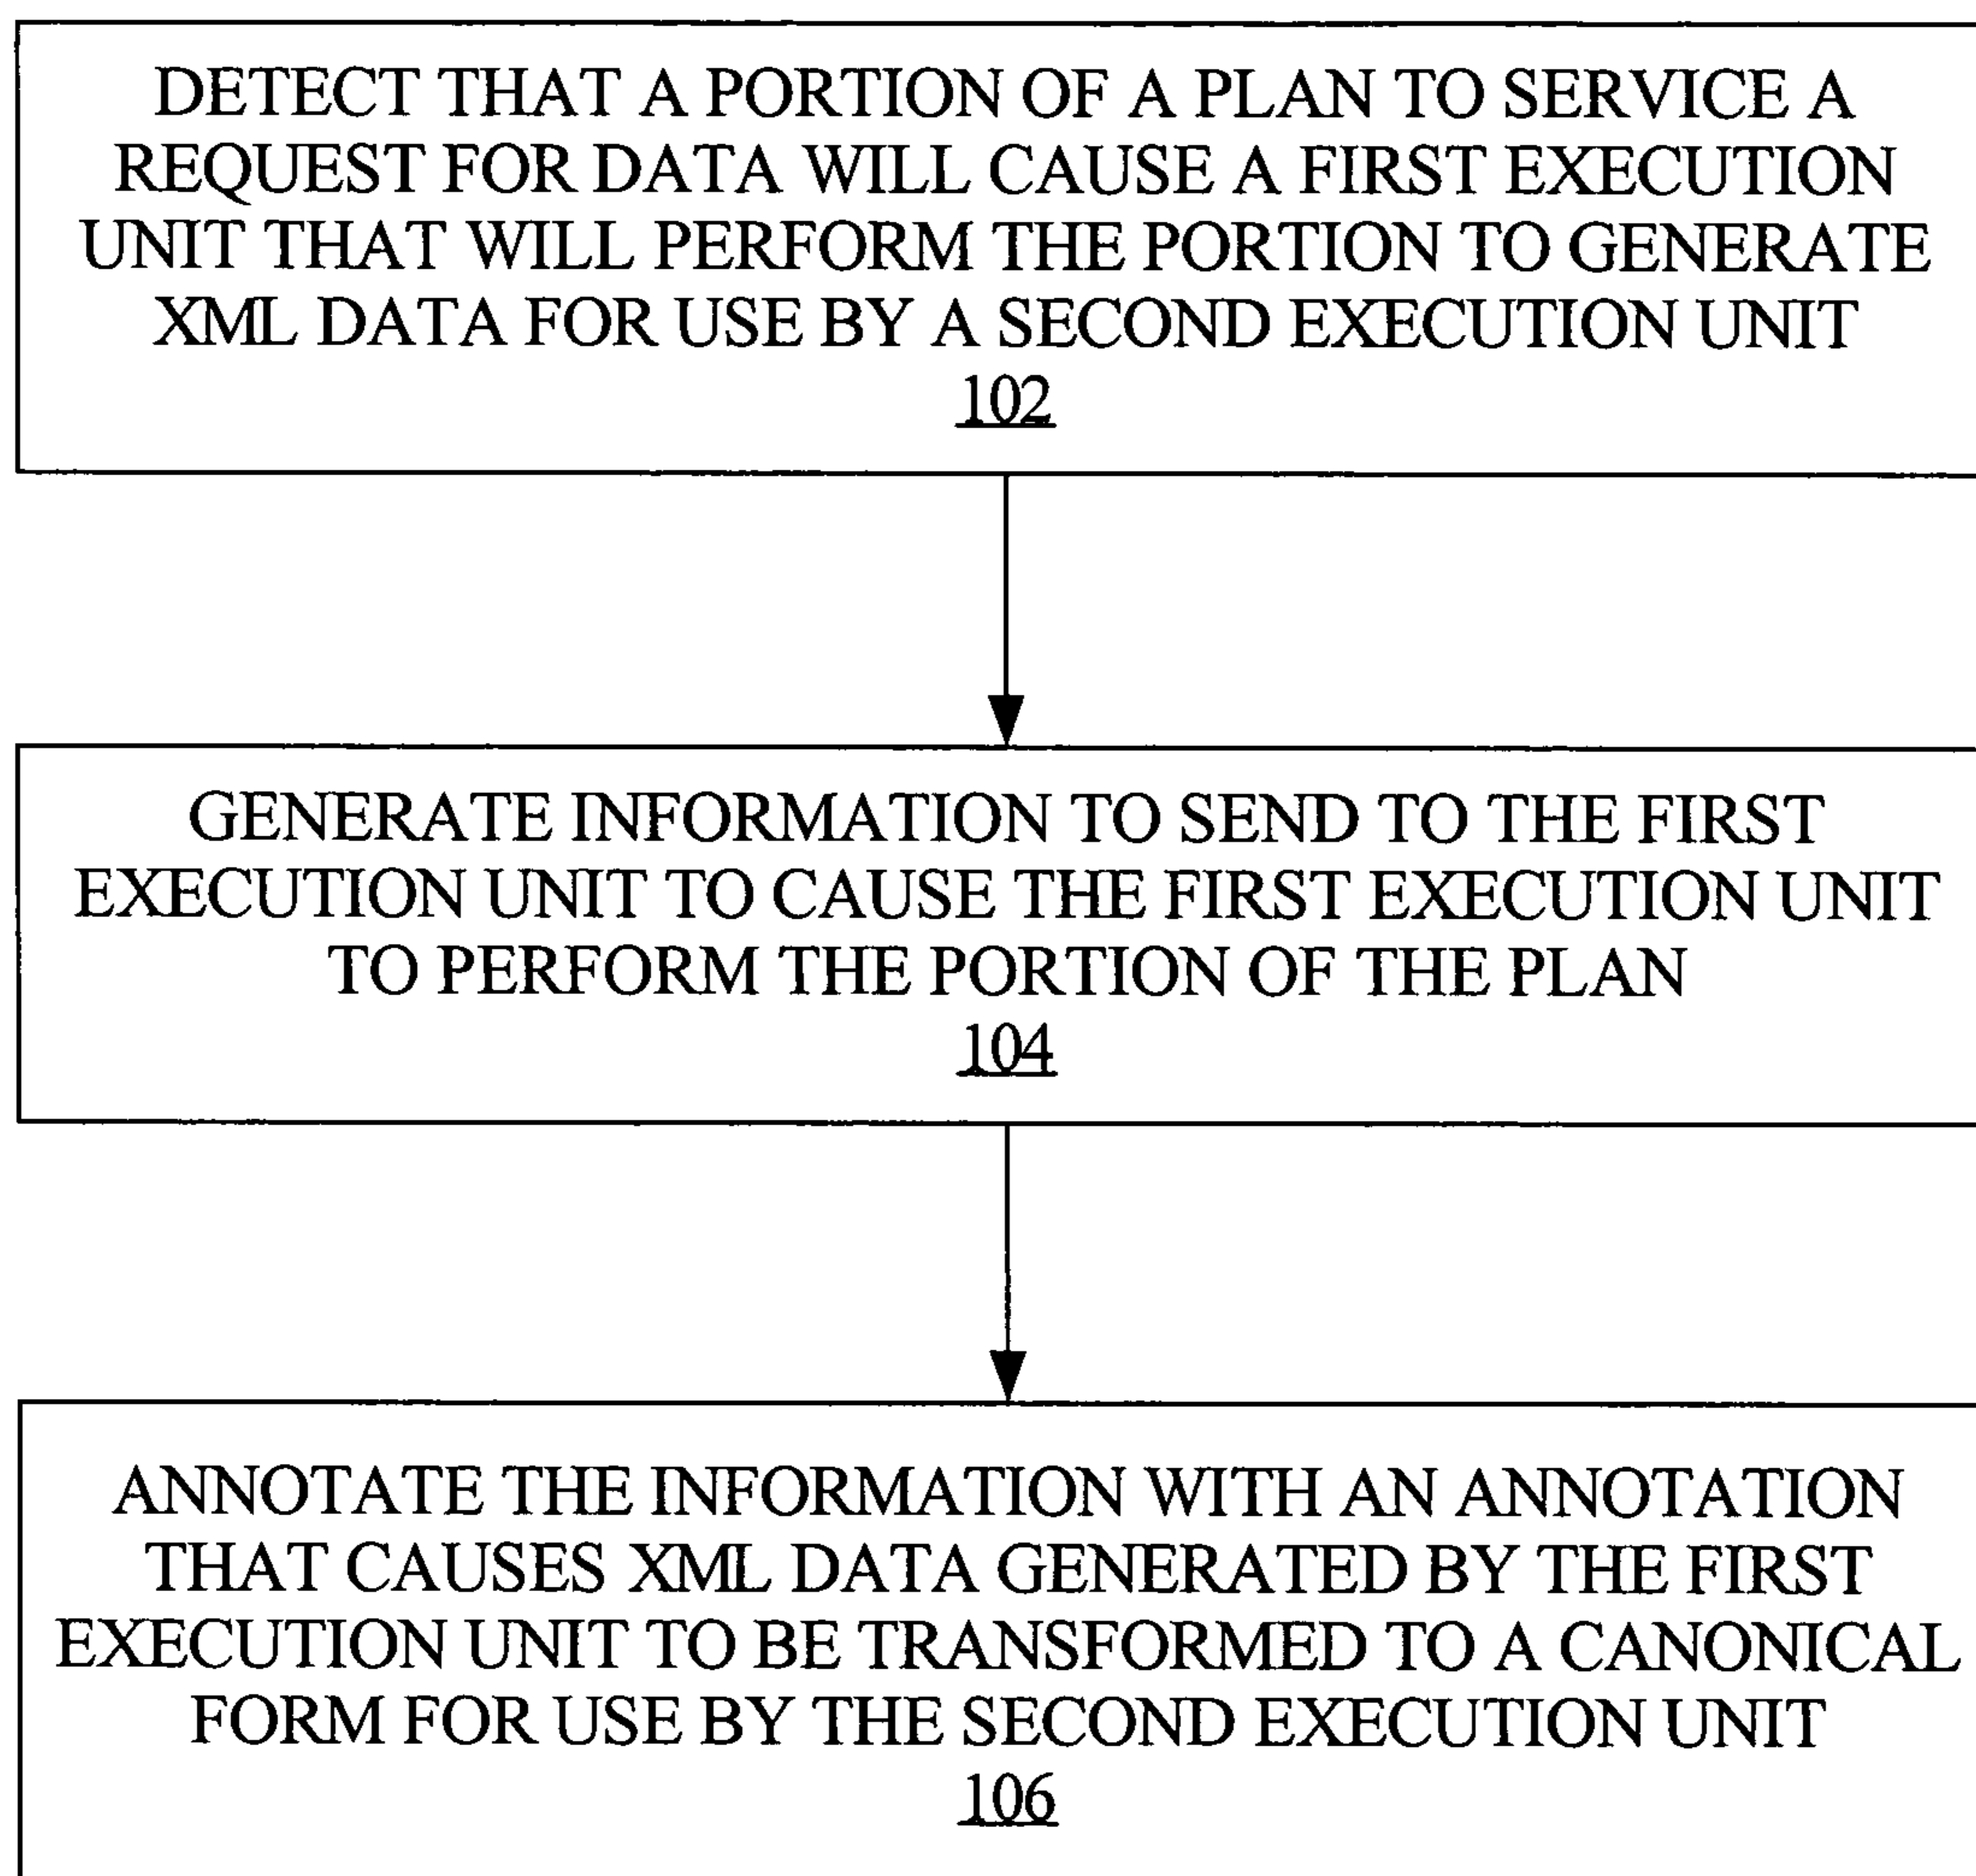 DETECT THAT A PORTION OF A PLAN TO SERVICE A
REQUEST FOR DATA WILL CAUSE A FIRST EXECUTION
UNIT THAT WILL PERFORM THE PORTION TO GENERATE
XML DATA FOR USE BY A SECOND EXECUTION UNIT
102
GENERATE INFORMATION TO SEND TO THE FIRST
EXECUTION UNIT TO CAUSE THE FIRST EXECUTION UNIT
TO PERFORM THE PORTION OF THE PLAN
104
ANNOTATE THE INFORMATION WITH AN ANNOTATION
THAT CAUSES XML DATA GENERATED BY THE FIRST
EXECUTION UNIT TO BE TRANSFORMED TO A CANONICAL
FORM FOR USE BY THE SECOND EXECUTION UNIT
106